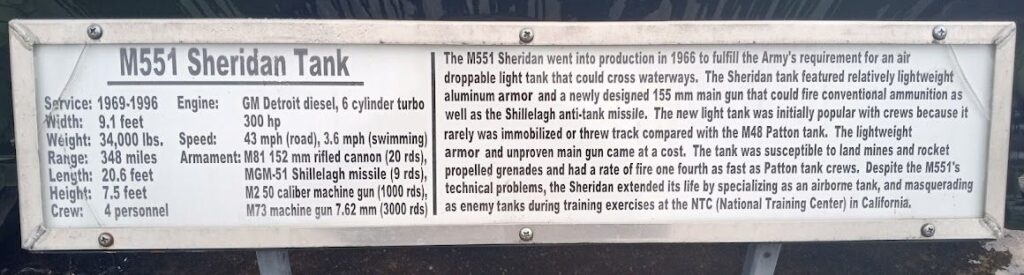 M551 Sheridan Tank
Service: 1969-1996 Engine: GM Detroit diesel, 6 cylinder turbo
Width: 9.1 feet 300 hp
Weight: 34,000 lbs. Speed: 43 mph (road), 3.6 mph (swimming)
Range: 348 miles Armament: M81 152 mm rifled cannon (20 rds),
Length: 20.6 feet MGM-51 Shillelagh missile (9 rds),
Height: 7.5 feet M2 50 caliber machine gun (1000 rds),
Crew: 4 personnel M73 machine gun 7.62 mm (3000 rds)
The M551 Sheridan went into production in 1966 to fulfill the Army's requirement for an air
droppable light tank that could cross waterways. The Sheridan tank featured relatively lightweight
aluminum armor and a newly designed 155 mm main gun that could fire conventional ammunition as
well as the Shillelagh anti-tank missile. The new light tank was initially popular with crews because it
rarely was immobilized or threw track compared with the M48 Patton tank. The lightweight
armor and unproven main gun came at a cost. The tank was susceptible to land mines and rocket
propelled grenades and had a rate of fire one fourth as fast as Patton tank crews. Despite the M551's
technical problems, the Sheridan extended its life by specializing as an airborne tank, and masquerading
as enemy tanks during training exercises at the NTC (National Training Center) in California.